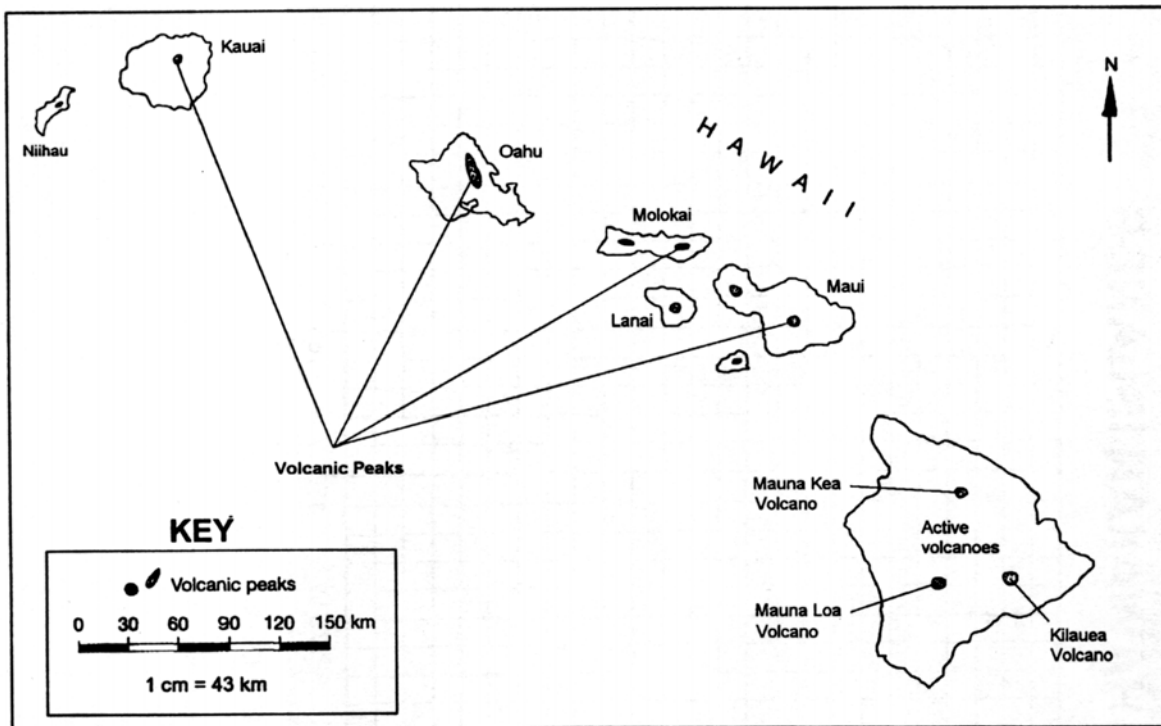 Kauai
Niihau
Oahu
N
HAWAII
Molokai
Lanai
Maui
Volcanic Peaks
Mauna Kea
Volcano
Active
volcanoes
Mauna Loa
Volcano
Kilauea
Volcano
KEY
Volcanic peaks
0 30 60 90 120 150 km
1 cm = 43 km